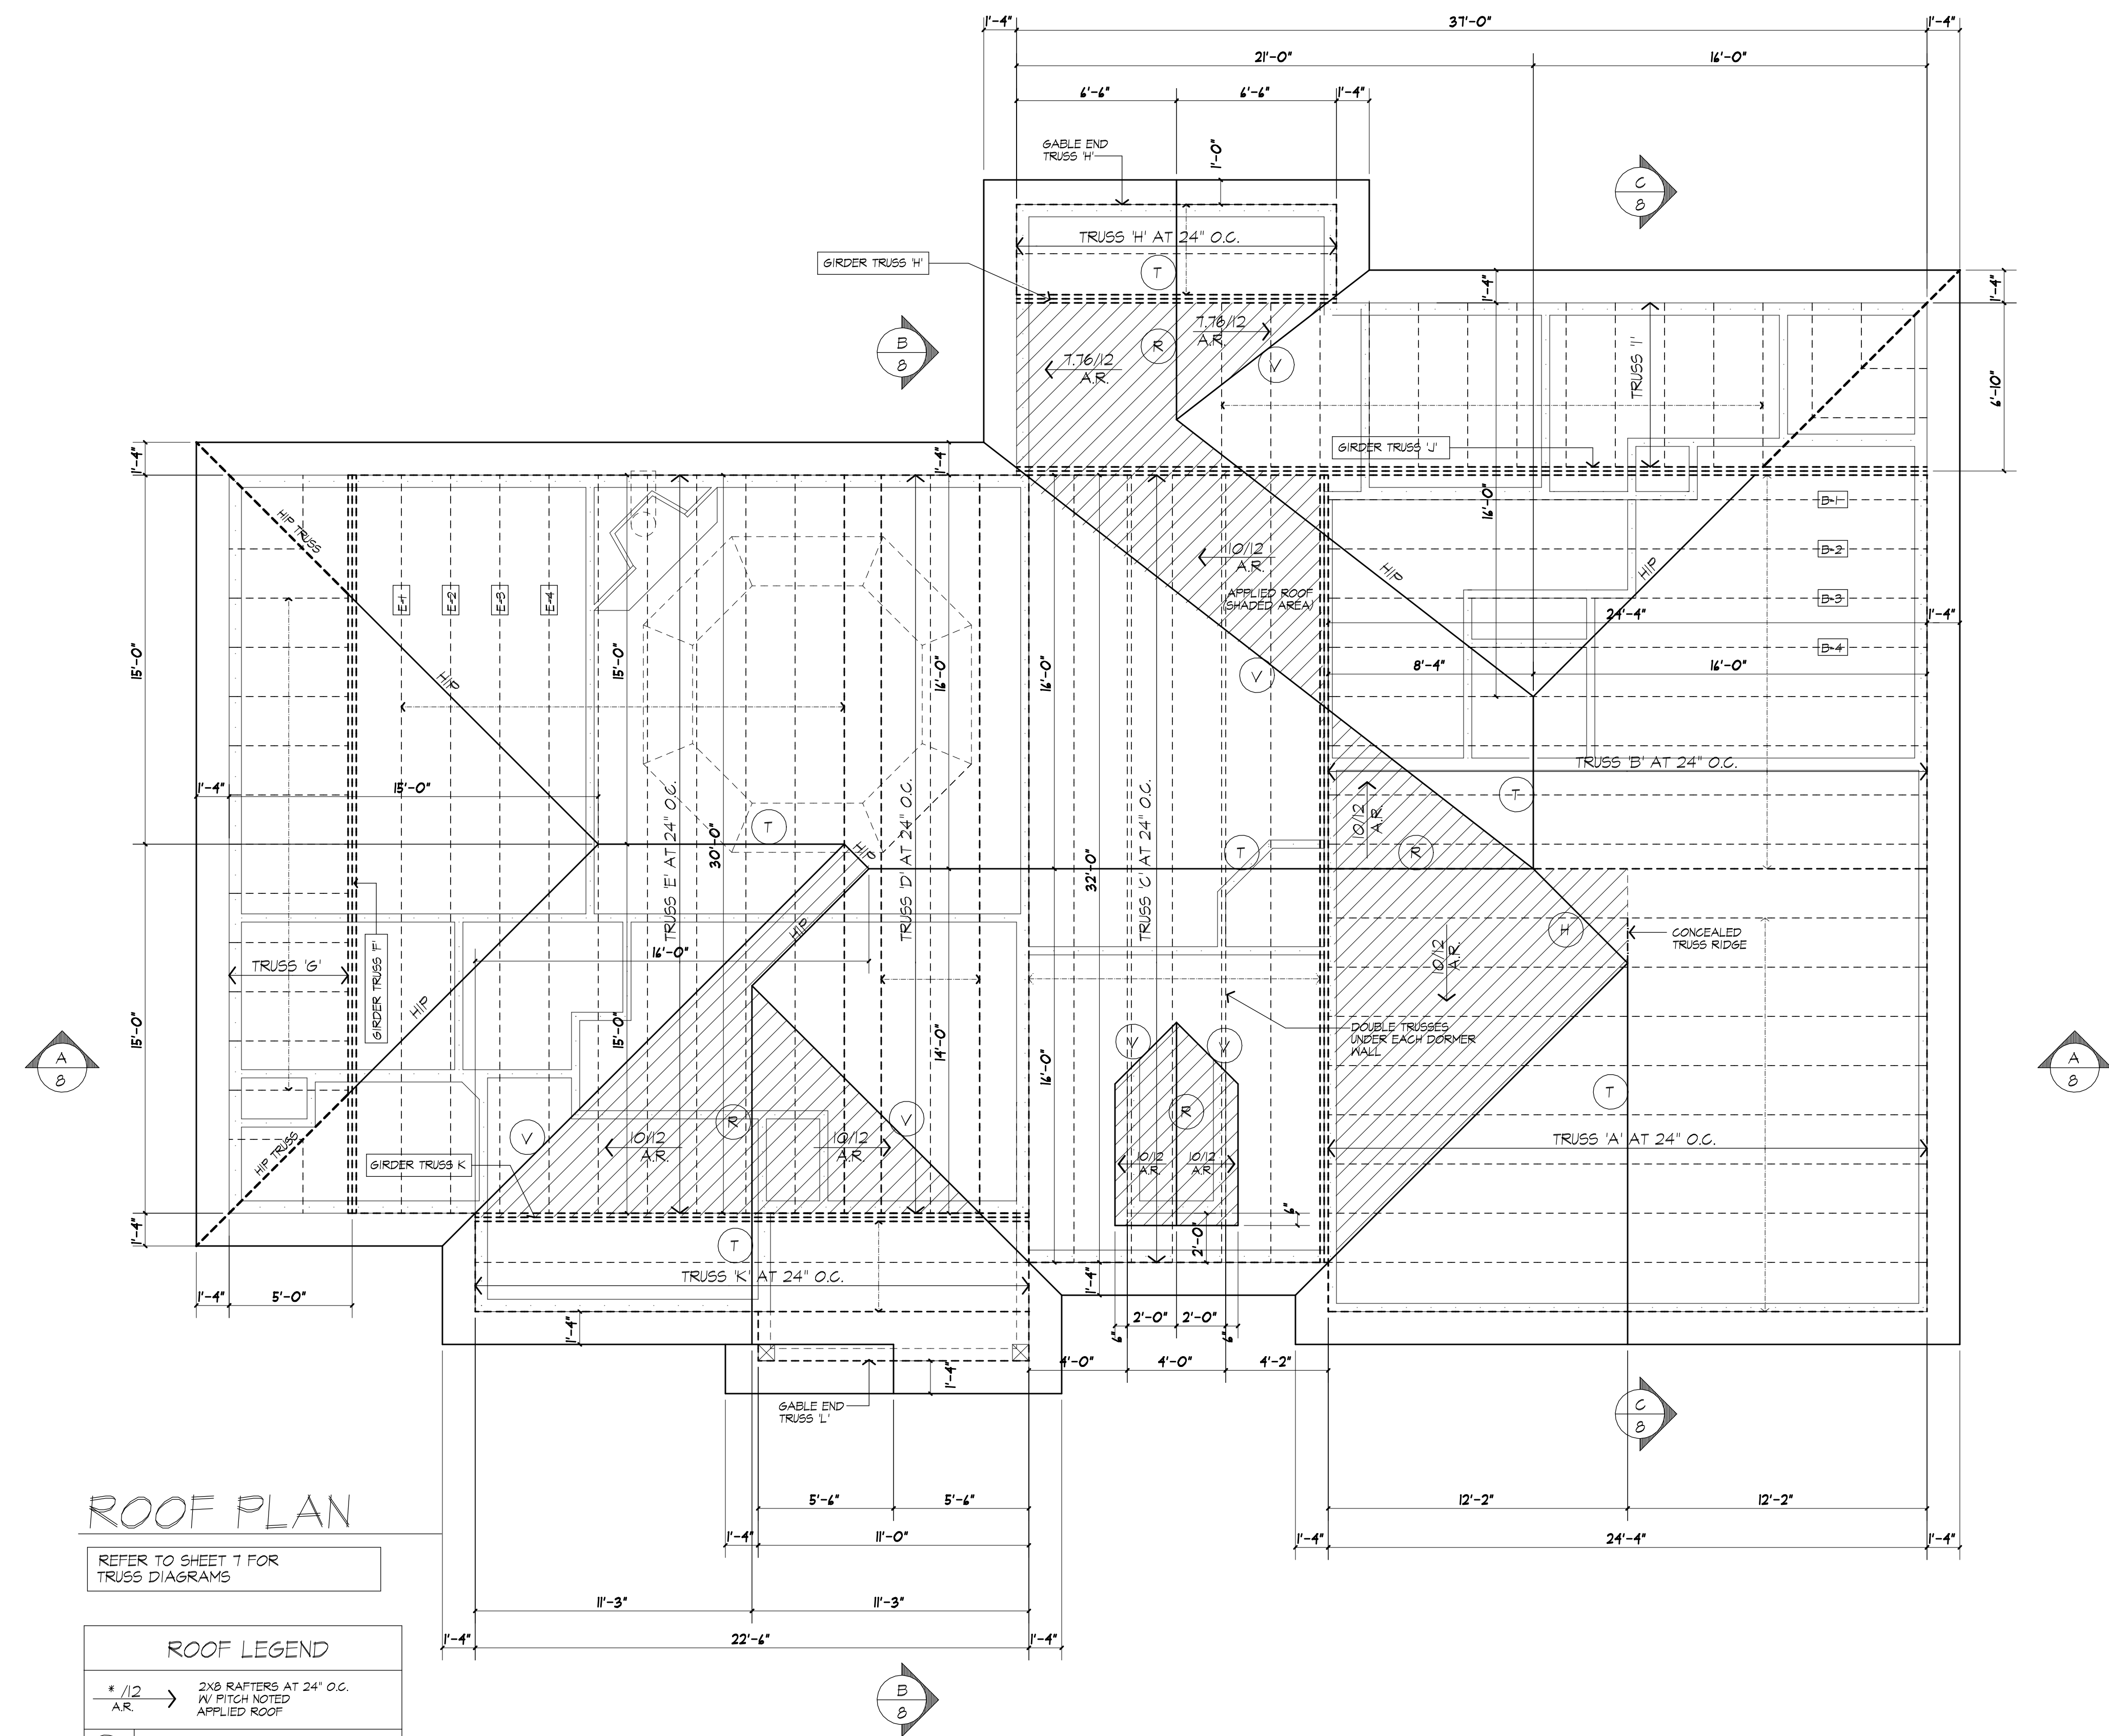 1'-4"
37'-0"
1'-4"
21'-0"
16'-0"
6'-6"
6'-6"
1'-4"
GABLE END
TRUSS 'H'
1'-0"
C
8
TRUSS 'H' AT 24" O.C.
GIRDER TRUSS 'H'
T
1'-4"
1'-4"
B
8
7.76/12
A.R.
R
7.76/12
A.R.
V
TRUSS 'I'
6'-10"
GIRDER TRUSS 'J'
1'-4"
1'-4"
HIP TRUSS
16'-0"
B-1
B-2
B-3
B-4
E-1
E-2
E-3
E-4
10/12
A.R.
APPLIED ROOF
(SHADED AREA)
HIP
HIP
24'-4"
1'-4"
15'-0"
HIP
15'-0"
16'-0"
16'-0"
V
8'-4"
16'-0"
1'-4"
15'-0"
TRUSS 'B' AT 24" O.C.
T
T
10/12
A.R.
R
T
HIP
TRUSS 'E' AT 24" O.C.
30'-0"
TRUSS 'D' AT 24" O.C.
32'-0"
TRUSS 'C' AT 24" O.C.
HIP
H
10/12
A.R.
CONCEALED
TRUSS RIDGE
16'-0"
TRUSS 'G'
GIRDER TRUSS 'F'
HIP
15'-0"
15'-0"
14'-0"
16'-0"
DOUBLE TRUSSES
UNDER EACH DORMER
WALL
A
8
A
8
V
V
T
R
V
R
V
10/12
A.R.
10/12
A.R.
10/12
A.R.
10/12
A.R.
TRUSS 'A' AT 24" O.C.
HIP TRUSS
GIRDER TRUSS K
6"
2'-0"
1'-4"
T
TRUSS 'K' AT 24" O.C.
1'-4"
1'-4"
5'-0"
1'-4"
6"
2'-0"
2'-0"
6"
4'-0"
4'-0"
4'-2"
1'-4"
GABLE END
TRUSS 'L'
C
8
5'-6"
5'-6"
12'-2"
12'-2"
1'-4"
11'-0"
1'-4"
24'-4"
1'-4"
ROOF PLAN
REFER TO SHEET 7 FOR
TRUSS DIAGRAMS
11'-3"
11'-3"
1'-4"
22'-6"
1'-4"
ROOF LEGEND
* /12
A.R.
2X8 RAFTERS AT 24" O.C.
W/ PITCH NOTED
APPLIED ROOF
B
8